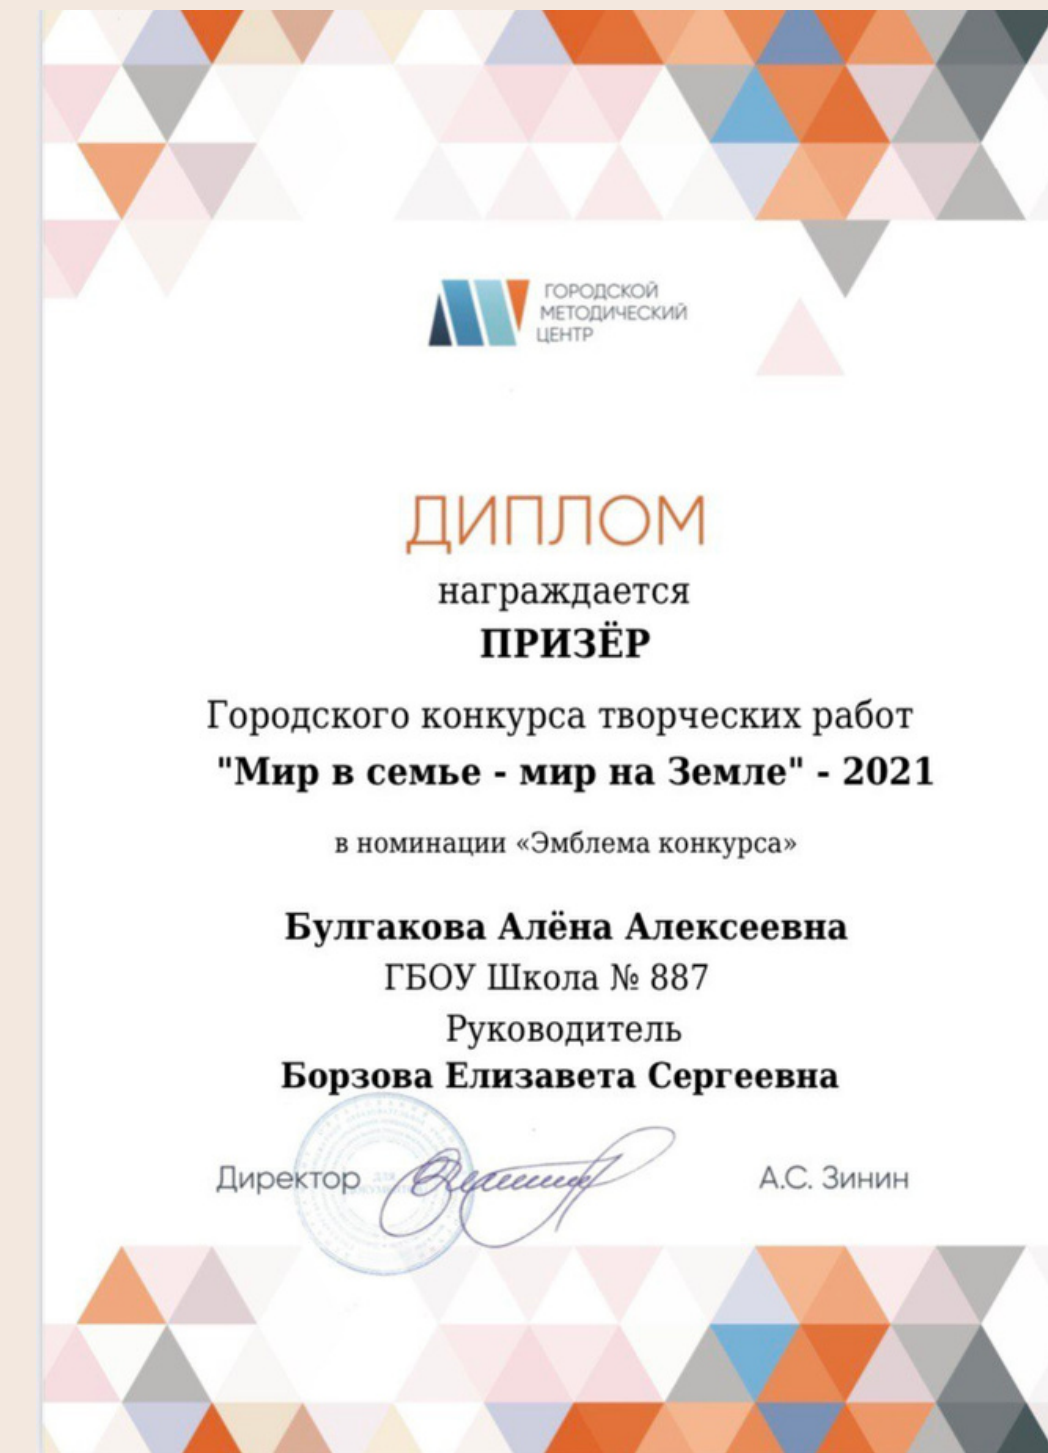 ГОРОДСКОЙ
МЕТОДИЧЕСКИЙ
ЦЕНТР
ДИПЛОМ
награждается
ПРИЗЁР
Городского конкурса творческих работ
"Мир в семье - мир на Земле" - 2021
в номинации «Эмблема конкурса»
Булгакова Алёна Алексеевна
ГБОУ Школа № 887
Руководитель
Борзова Елизавета Сергеевна
Директор
А.С. Зинин